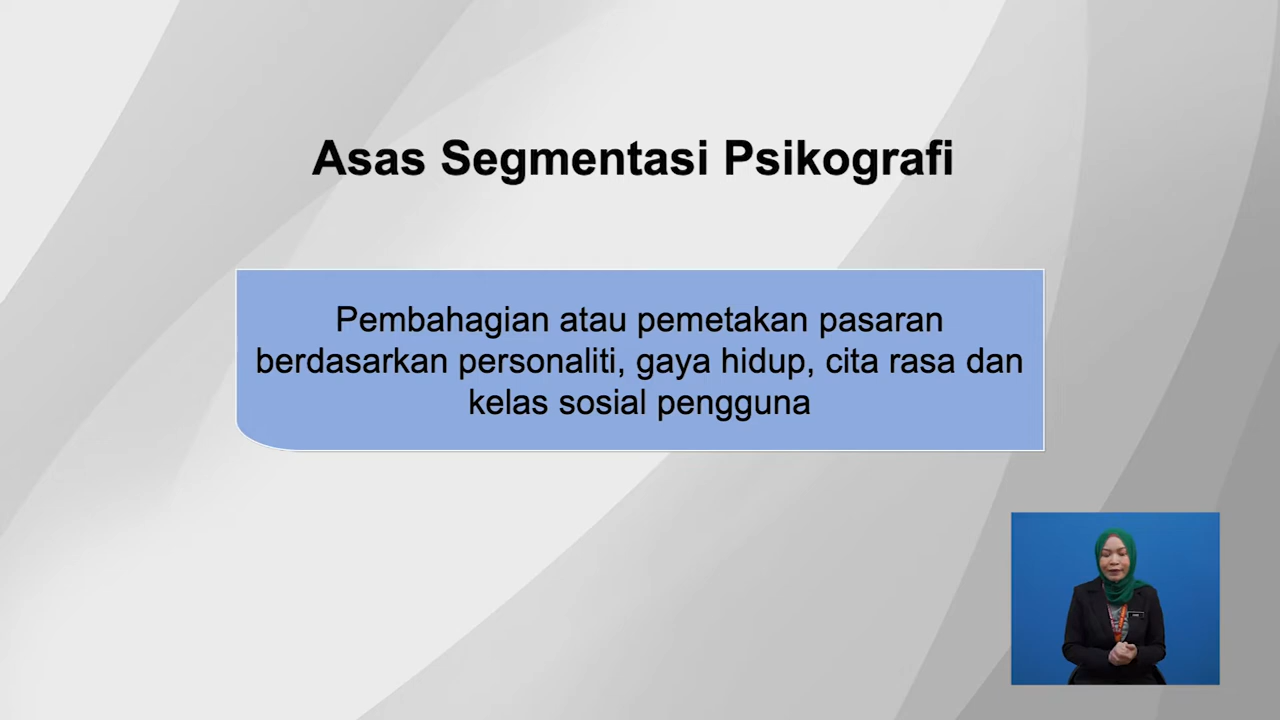 Asas Segmentasi Psikografi
Pembahagian atau pemetakan pasaran
berdasarkan personaliti, gaya hidup, cita rasa dan
kelas sosial pengguna